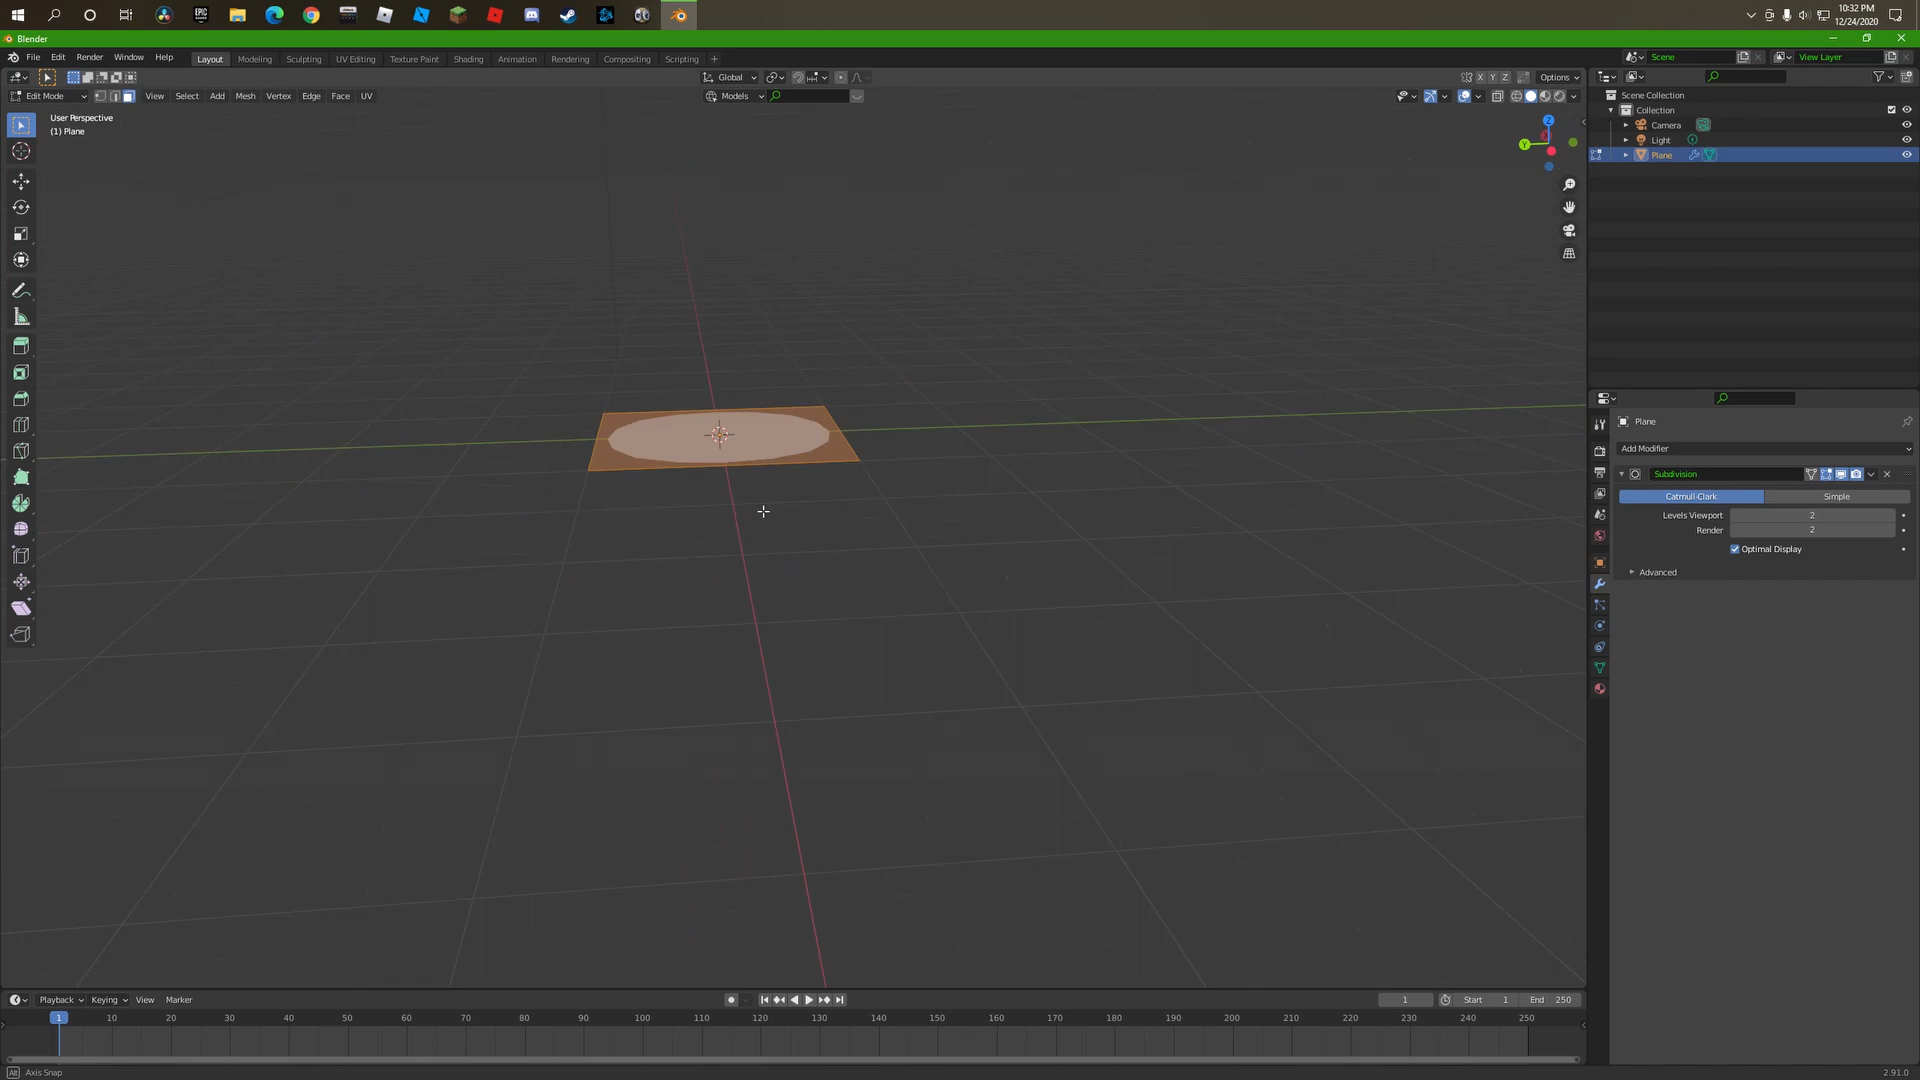 EPIC
GAMES
10:32 PM
12/24/2020
Blender
File Edit Render Window Help
Layout Modeling Sculpting UV Editing Texture Paint Shading Animation Rendering Compositing Scripting +
Scene
View Layer
Global
X Y Z
Options
Edit Mode
View Select Add Mesh Vertex Edge Face UV
Models
User Perspective
(1) Plane
Z
Y
Scene Collection
Collection
Camera
Light
Plane
Plane
Add Modifier
Subdivision
Catmull-Clark Simple
Levels Viewport 2
Render 2
Optimal Display
Advanced
Playback Keying View Marker
1
Start 1
End 250
1 10 20 30 40 50 60 70 80 90 100 110 120 130 140 150 160 170 180 190 200 210 220 230 240 250
Alt Axis Snap
2.91.0